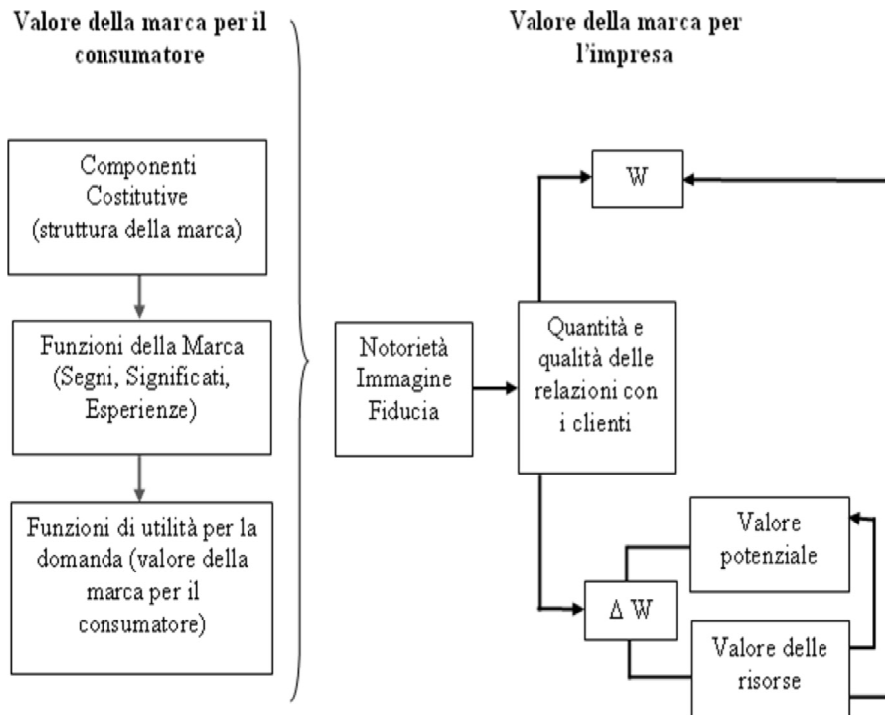 Valore della marca per il
consumatore
Componenti
Costitutive
(struttura della marca)
Funzioni della Marca
(Segni, Significati,
Esperienze)
Funzioni di utilità per la
domanda (valore della
marca per il
consumatore)
Valore della marca per
l'impresa
W
Notorietà
Immagine
Fiducia
Quantità e
qualità delle
relazioni con
i clienti
Valore
potenziale
Δ W
Valore delle
risorse